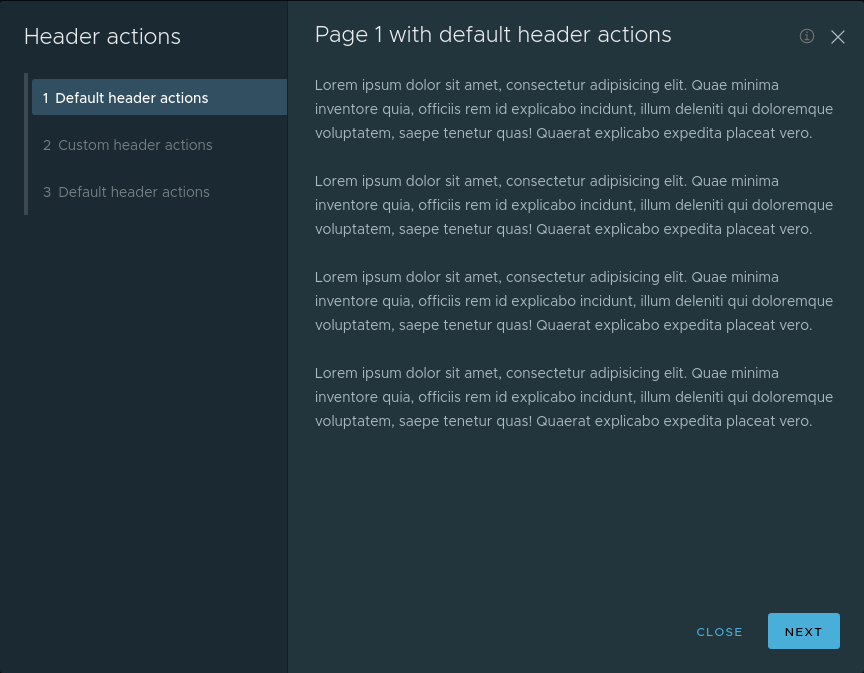 Header actions
1 Default header actions
2 Custom header actions
3 Default header actions
Page 1 with default header actions
Lorem ipsum dolor sit amet, consectetur adipisicing elit. Quae minima
inventore quia, officiis rem id explicabo incidunt, illum deleniti qui doloremque
voluptatem, saepe tenetur quas! Quaerat explicabo expedita placeat vero.
Lorem ipsum dolor sit amet, consectetur adipisicing elit. Quae minima
inventore quia, officiis rem id explicabo incidunt, illum deleniti qui doloremque
voluptatem, saepe tenetur quas! Quaerat explicabo expedita placeat vero.
Lorem ipsum dolor sit amet, consectetur adipisicing elit. Quae minima
inventore quia, officiis rem id explicabo incidunt, illum deleniti qui doloremque
voluptatem, saepe tenetur quas! Quaerat explicabo expedita placeat vero.
Lorem ipsum dolor sit amet, consectetur adipisicing elit. Quae minima
inventore quia, officiis rem id explicabo incidunt, illum deleniti qui doloremque
voluptatem, saepe tenetur quas! Quaerat explicabo expedita placeat vero.
CLOSE
NEXT